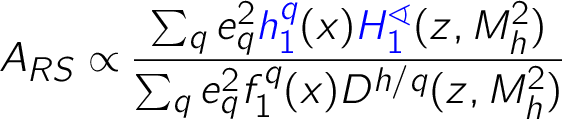 A_{RS} ∝ \frac{\sum_q e_q^2 h_1^q(x) H_1^{∢}(z, M_h^2)}{\sum_q e_q^2 f_1^q(x) D^{h/q}(z, M_h^2)}